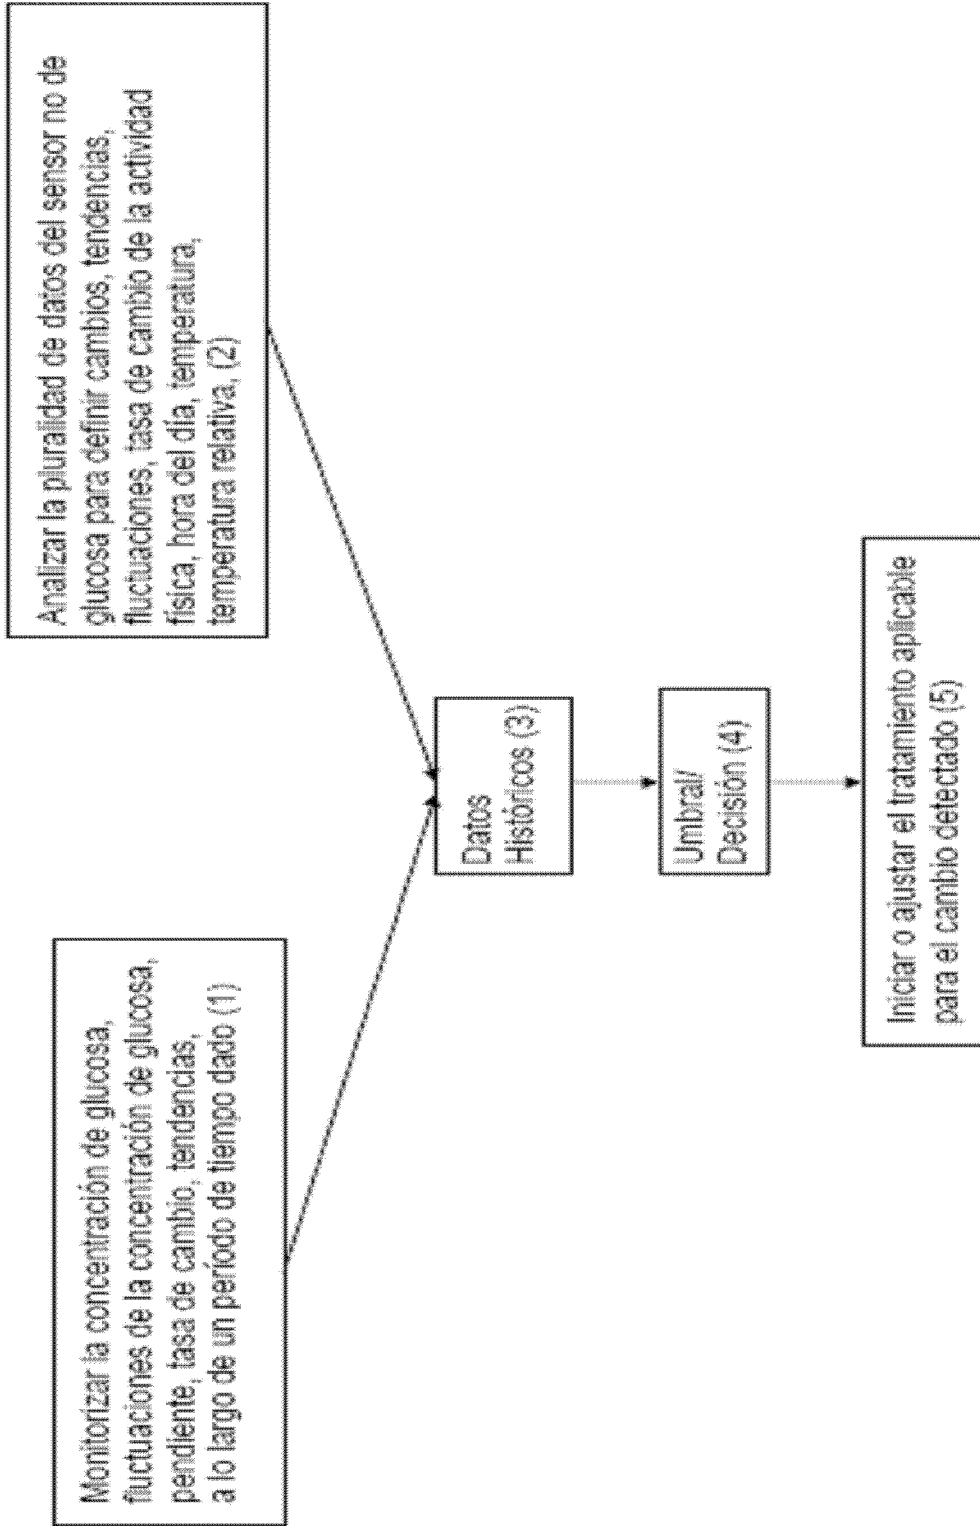 Monitorizar la concentración de glucosa,
fluctuaciones de la concentración de glucosa,
pendiente, tasa de cambio, tendencias,
a lo largo de un período de tiempo dado (1)
Analizar la pluralidad de datos del sensor no de
glucosa para definir cambios, tendencias,
fluctuaciones, tasa de cambio de la actividad
física, hora del día, temperatura,
temperatura relativa, (2)
Datos
Históricos (3)
Umbral/
Decisión (4)
Iniciar o ajustar el tratamiento aplicable
para el cambio detectado (5)